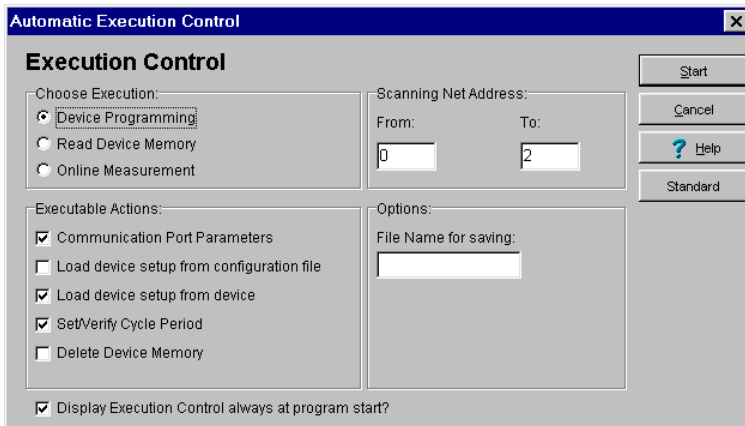 Automatic Execution Control
Execution Control
Choose Execution:
Device Programming
Read Device Memory
Online Measurement
Scanning Net Address:
From: To:
0 2
Start
Cancel
? Help
Standard
Executable Actions:
Communication Port Parameters
Load device setup from configuration file
Load device setup from device
Set/Verify Cycle Period
Delete Device Memory
Options:
File Name for saving:
Display Execution Control always at program start?